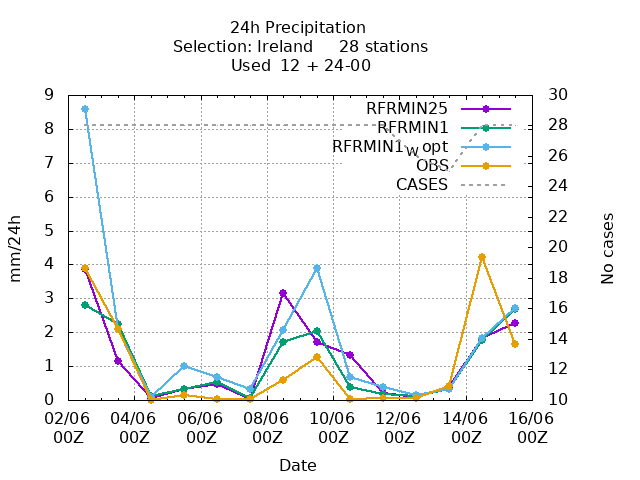 24h Precipitation
Selection: Ireland 28 stations
Used 12 + 24-00
9
8
7
6
5
4
3
2
1
0
mm/24h
30
28
26
24
22
20
18
16
14
12
10
No cases
RFRMIN25
RFRMIN1
RFRMIN1w opt
OBS
CASES
02/06 04/06 06/06 08/06 10/06 12/06 14/06 16/06
00Z 00Z 00Z 00Z 00Z 00Z 00Z 00Z
Date